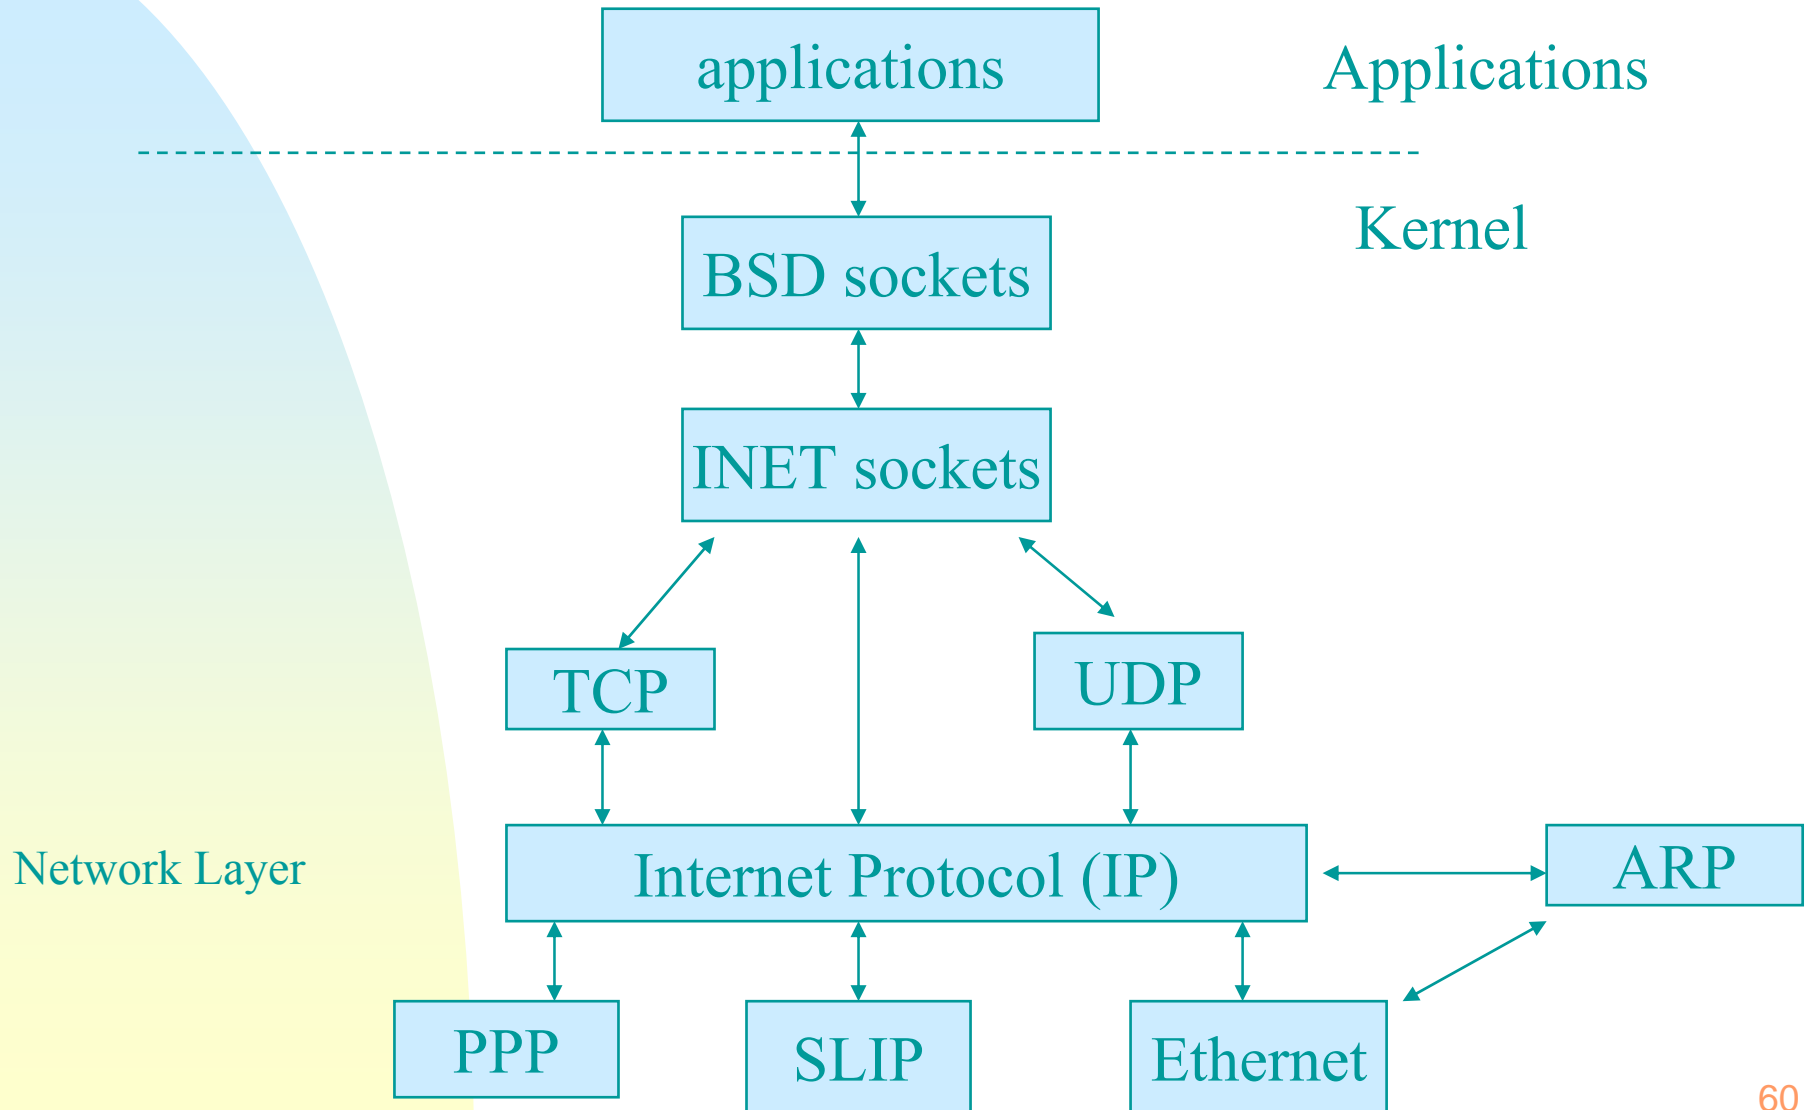 applications
Applications
Kernel
BSD sockets
INET sockets
TCP
UDP
Network Layer
Internet Protocol (IP)
ARP
PPP
SLIP
Ethernet
60